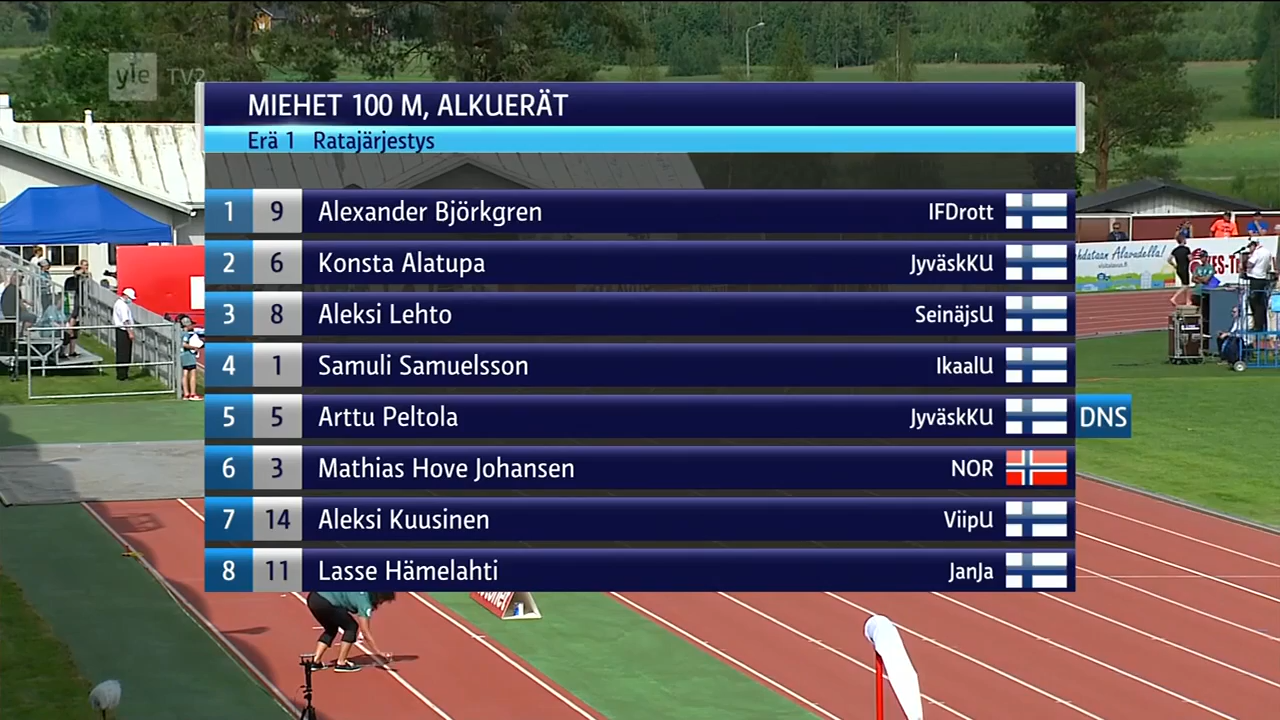 yle TV2
MIEHET 100 M, ALKUERÄT
Erä 1 Ratajärjestys
1 9 Alexander Björkgren IFDrott
2 6 Konsta Alatupa JyväskKU
3 8 Aleksi Lehto SeinäjsU
4 1 Samuli Samuelsson IkaalU
5 5 Arttu Peltola JyväskKU DNS
6 3 Mathias Hove Johansen NOR
7 14 Aleksi Kuusinen ViipU
8 11 Lasse Hämelahti JanJa
Alavudella!